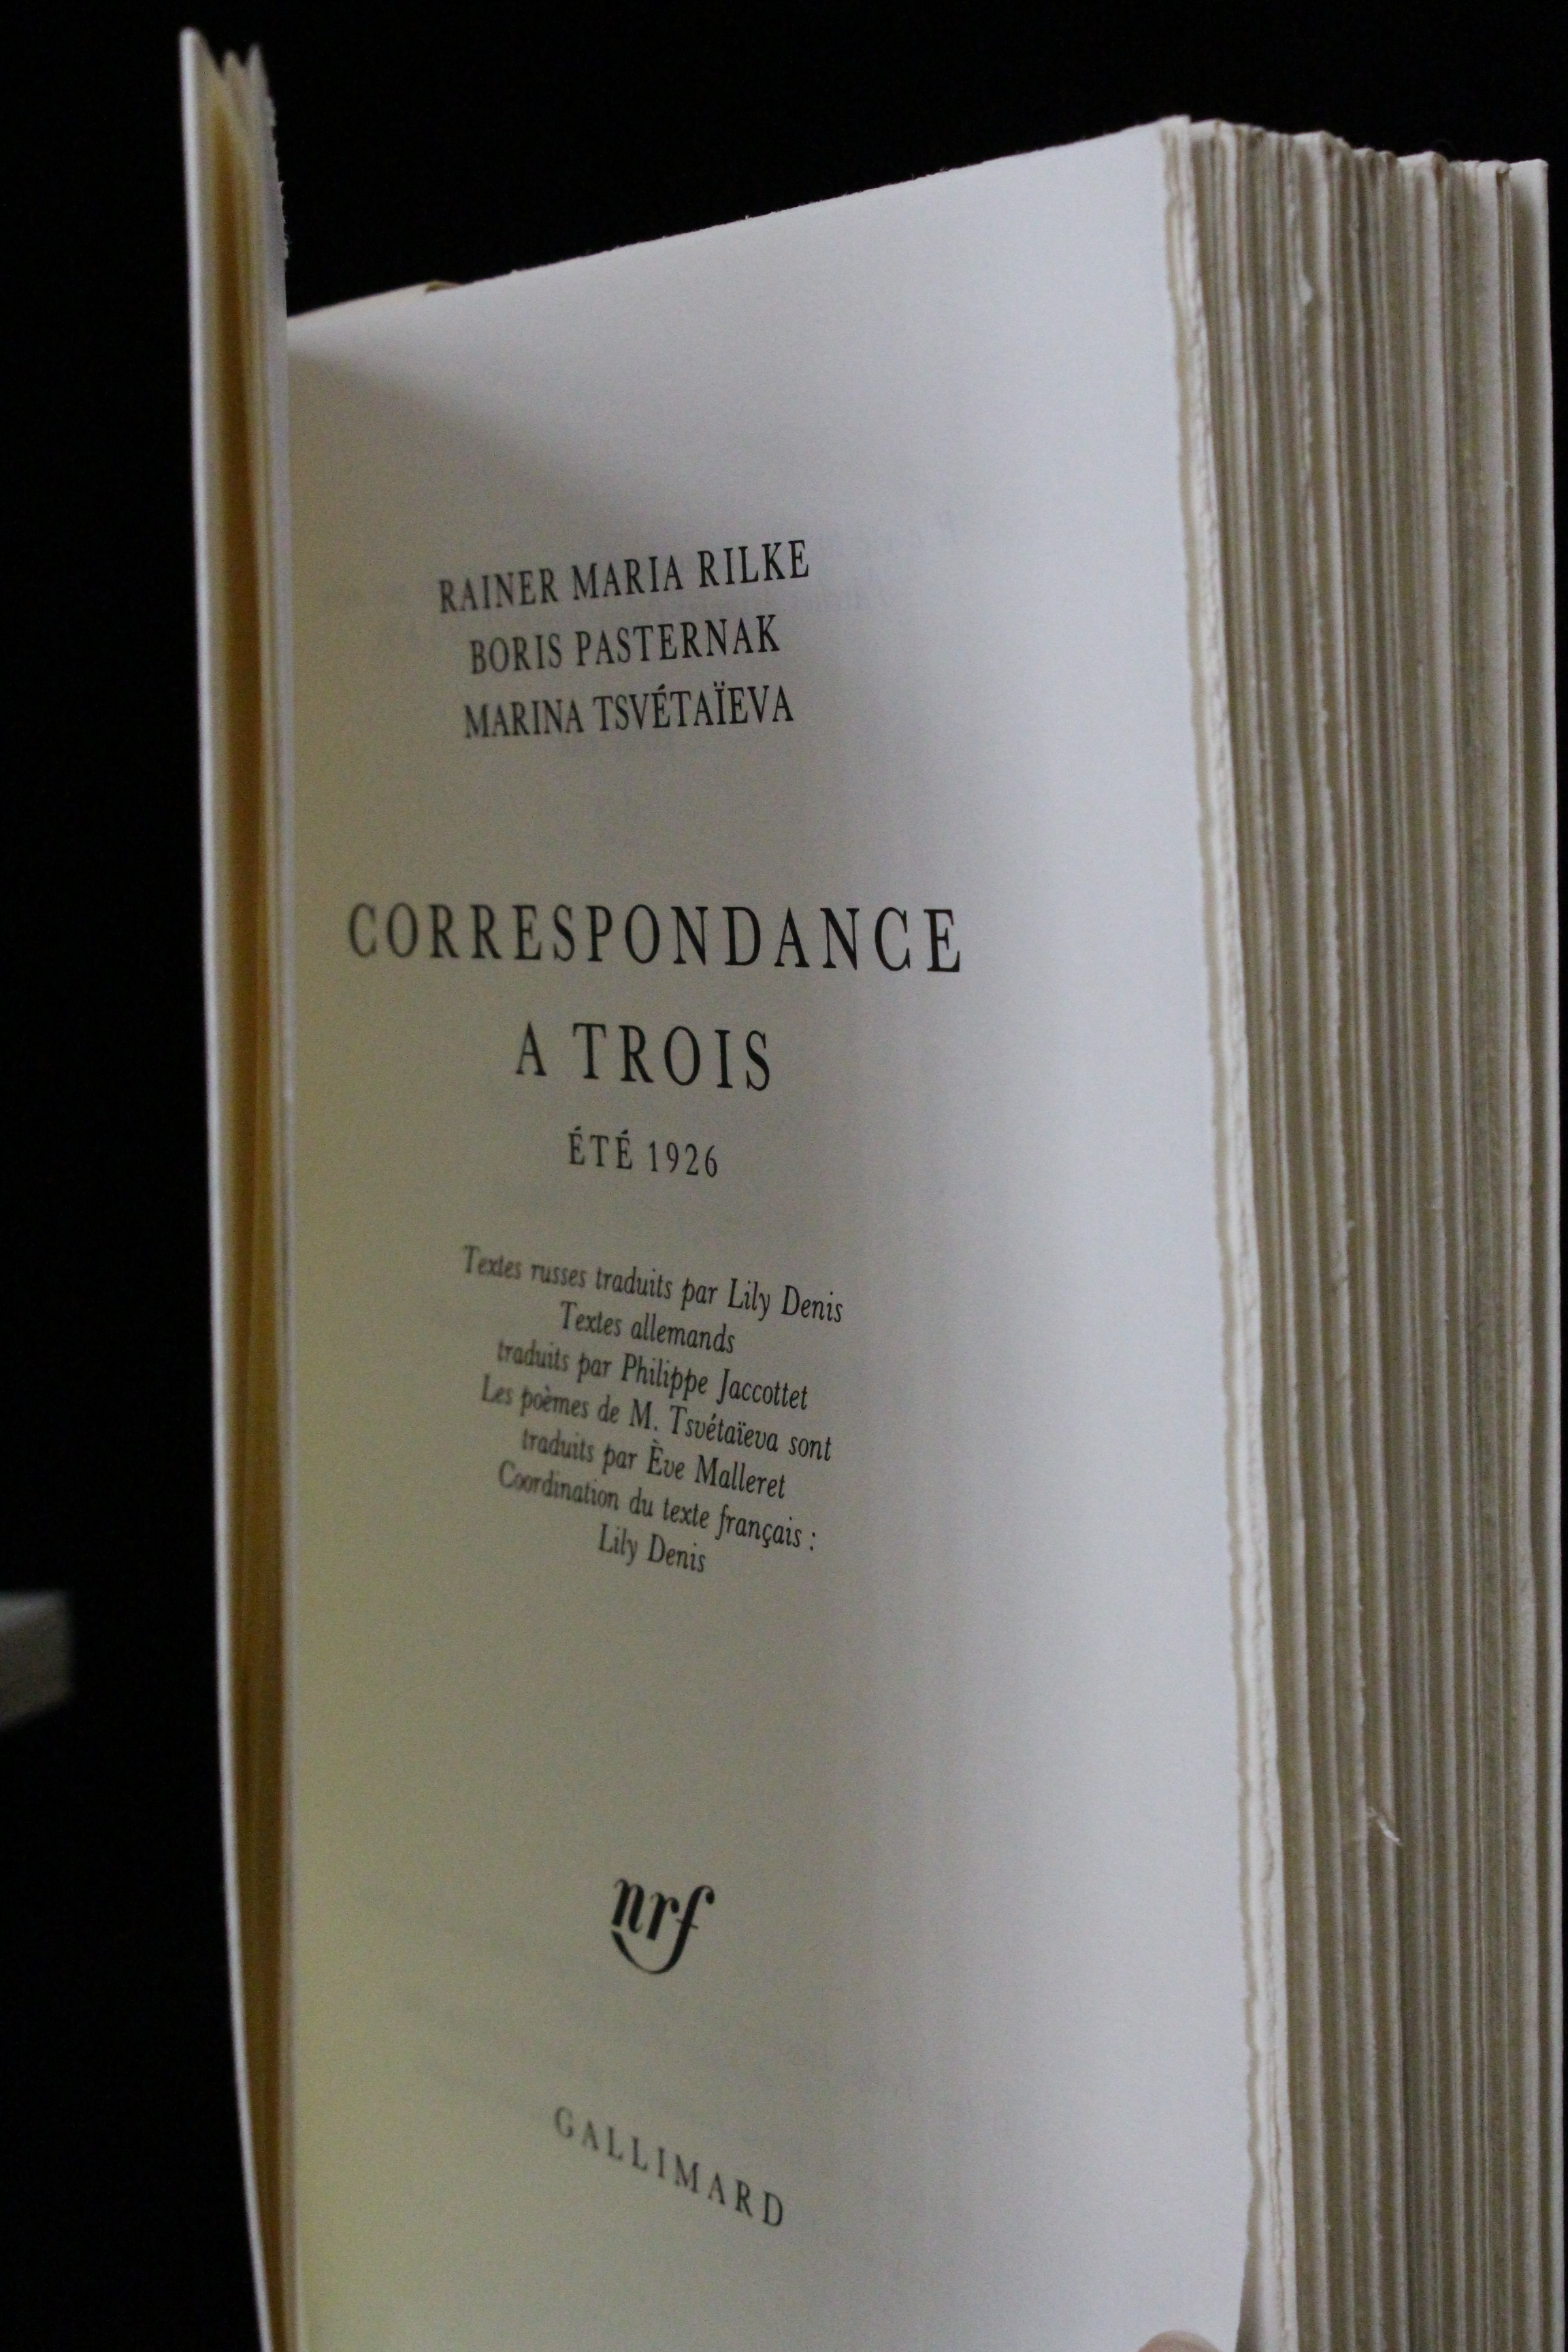 RAINER MARIA RILKE
BORIS PASTERNAK
MARINA TSVÉTAÏEVA
CORRESPONDANCE
A TROIS
ÉTÉ 1926
Textes russes traduits par Lily Denis
Textes allemands
traduits par Philippe Jaccottet
Les poèmes de M. Tsvétaïeva sont
traduits par Ève Malleret
Coordination du texte français :
Lily Denis
nrf
GALLIMARD